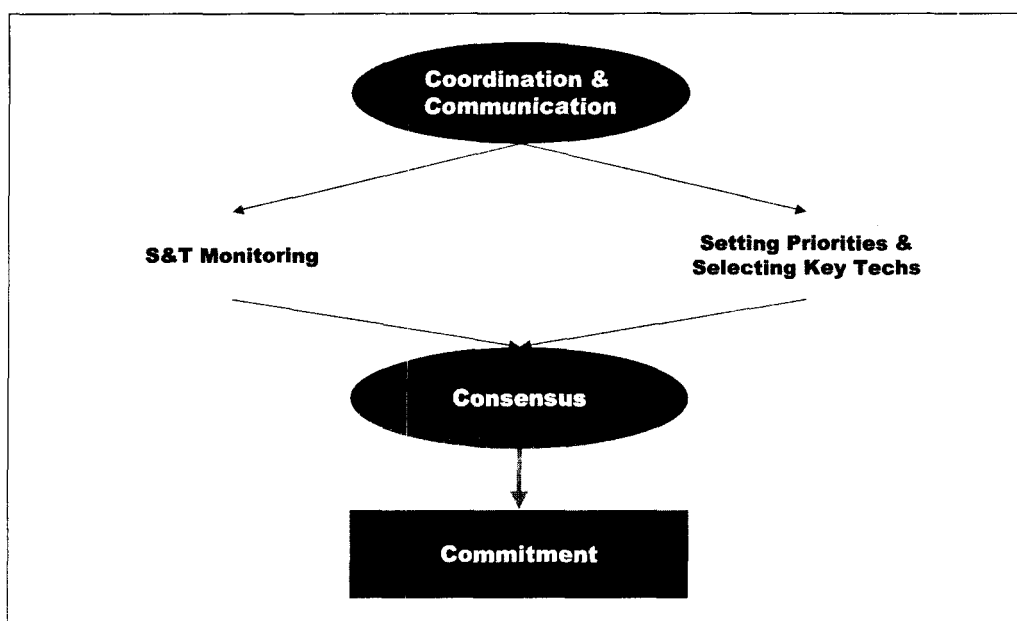 Coordination &
Communication
S&T Monitoring
Setting Priorities &
Selecting Key Techs
Consensus
Commitment